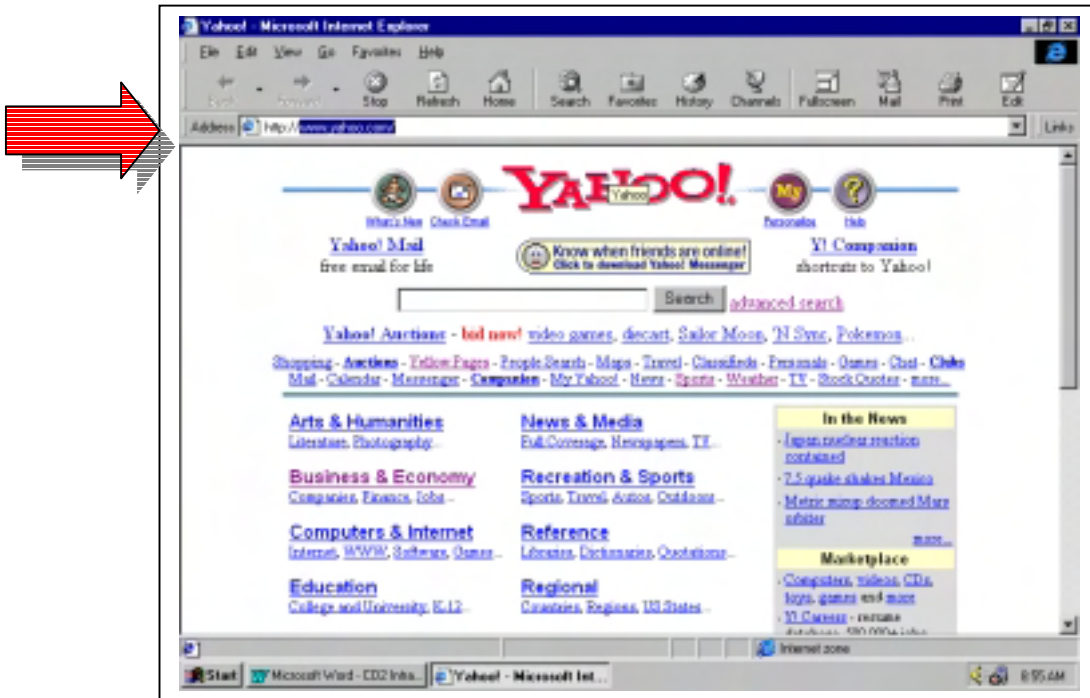 Yahoo! - Microsoft Internet Explorer
File Edit View Go Favorites Help
Back Forward Stop Refresh Home Search Favorites History Channels Fullscreen Mail Print Edit
Address http://www.yahoo.com/ Links
YAHOO!
Yahoo
What's New Check Email Personalize Help
Yahoo! Mail
free email for life
Know when friends are online!
Click to download Yahoo! Messenger
Y! Companion
shortcuts to Yahoo!
Search advanced search
Yahoo! Auctions - bid now! video games, diecast, Sailor Moon, 'N Sync, Pokemon...
Shopping - Auctions - Yellow Pages - People Search - Maps - Travel - Classifieds - Personals - Games - Chat - Clubs
Mail - Calendar - Messenger - Companion - My Yahoo! - News - Sports - Weather - TV - Stock Quotes - more...
Arts & Humanities
Literature, Photography...
Business & Economy
Companies, Finance, Jobs...
Computers & Internet
Internet, WWW, Software, Games...
Education
College and University, K-12...
News & Media
Full Coverage, Newspapers, TV...
Recreation & Sports
Sports, Travel, Autos, Outdoors...
Reference
Libraries, Dictionaries, Quotations...
Regional
Countries, Regions, US States...
In the News
- Japan nuclear reaction
contained
- 7.5 quake shakes Mexico
- Metric mixup doomed Mars
orbiter
more...
Marketplace
- Computers, videos, CDs,
toys, games and more
- Y! Careers - resume
database, 500,000+ jobs
Internet zone
Start Microsoft Word - CD2 Intra... Yahoo! - Microsoft Int... 8:55 AM